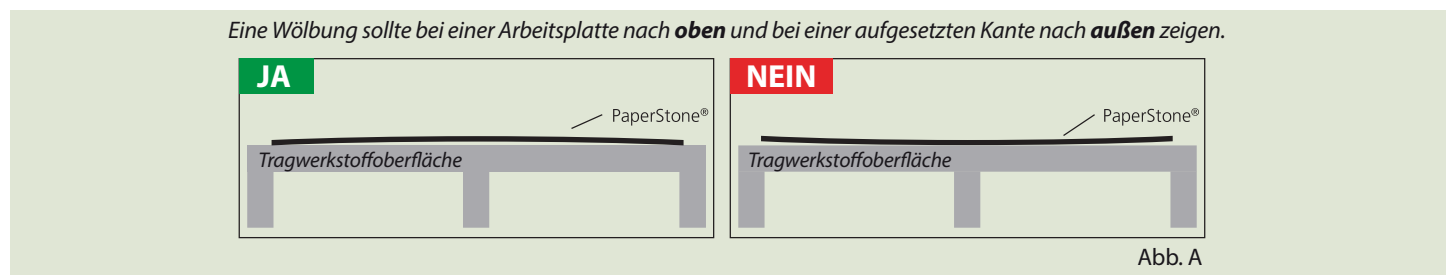 Eine Wölbung sollte bei einer Arbeitsplatte nach oben und bei einer aufgesetzten Kante nach außen zeigen.
JA
PaperStone®
Tragwerkstoffoberfläche
NEIN
PaperStone®
Tragwerkstoffoberfläche
Abb. A